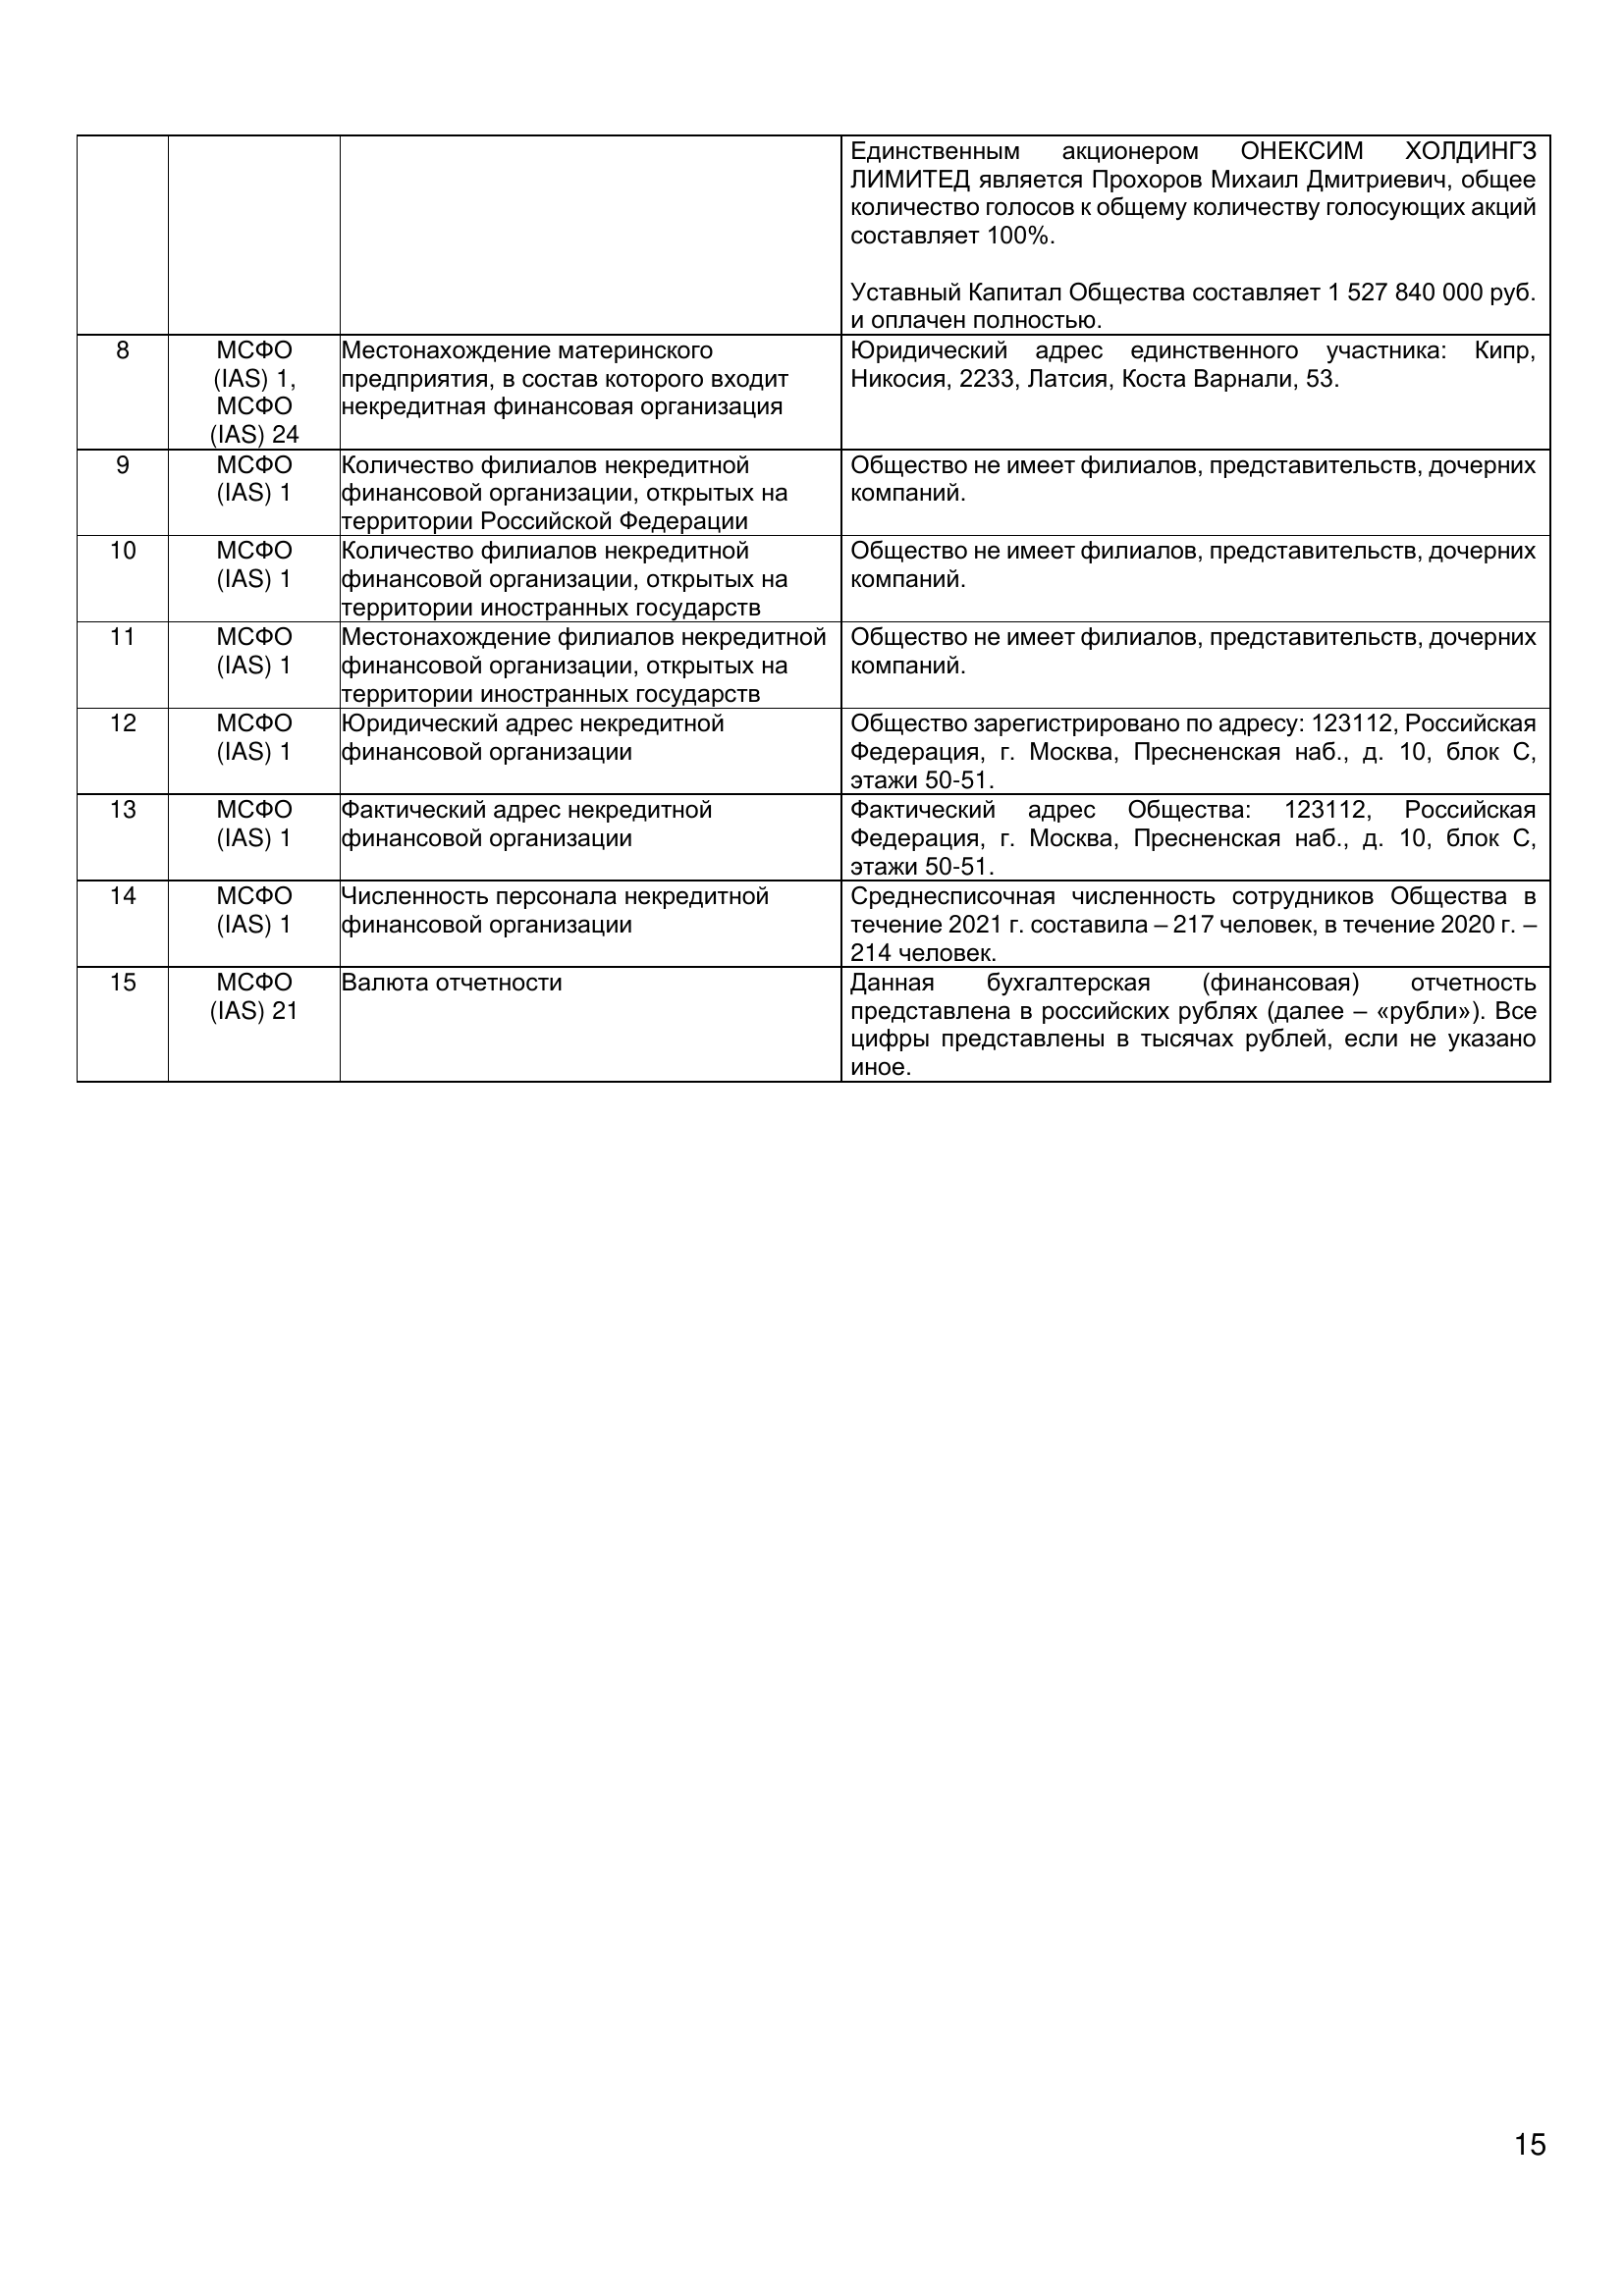 Единственным акционером ОНЕКСИМ ХОЛДИНГЗ
ЛИМИТЕД является Прохоров Михаил Дмитриевич, общее
количество голосов к общему количеству голосующих акций
составляет 100%.
Уставный Капитал Общества составляет 1 527 840 000 руб.
и оплачен полностью.
8
МСФО
(IAS) 1,
МСФО
(IAS) 24
Местонахождение материнского
предприятия, в состав которого входит
некредитная финансовая организация
Юридический адрес единственного участника: Кипр,
Никосия, 2233, Латсия, Коста Варнали, 53.
9
МСФО
(IAS) 1
Количество филиалов некредитной
финансовой организации, открытых на
территории Российской Федерации
Общество не имеет филиалов, представительств, дочерних
компаний.
10
МСФО
(IAS) 1
Количество филиалов некредитной
финансовой организации, открытых на
территории иностранных государств
Общество не имеет филиалов, представительств, дочерних
компаний.
11
МСФО
(IAS) 1
Местонахождение филиалов некредитной
финансовой организации, открытых на
территории иностранных государств
Общество не имеет филиалов, представительств, дочерних
компаний.
12
МСФО
(IAS) 1
Юридический адрес некредитной
финансовой организации
Общество зарегистрировано по адресу: 123112, Российская
Федерация, г. Москва, Пресненская наб., д. 10, блок С,
этажи 50-51.
13
МСФО
(IAS) 1
Фактический адрес некредитной
финансовой организации
Фактический адрес Общества: 123112, Российская
Федерация, г. Москва, Пресненская наб., д. 10, блок С,
этажи 50-51.
14
МСФО
(IAS) 1
Численность персонала некредитной
финансовой организации
Среднесписочная численность сотрудников Общества в
течение 2021 г. составила – 217 человек, в течение 2020 г. –
214 человек.
15
МСФО
(IAS) 21
Валюта отчетности
Данная бухгалтерская (финансовая) отчетность
представлена в российских рублях (далее – «рубли»). Все
цифры представлены в тысячах рублей, если не указано
иное.
15